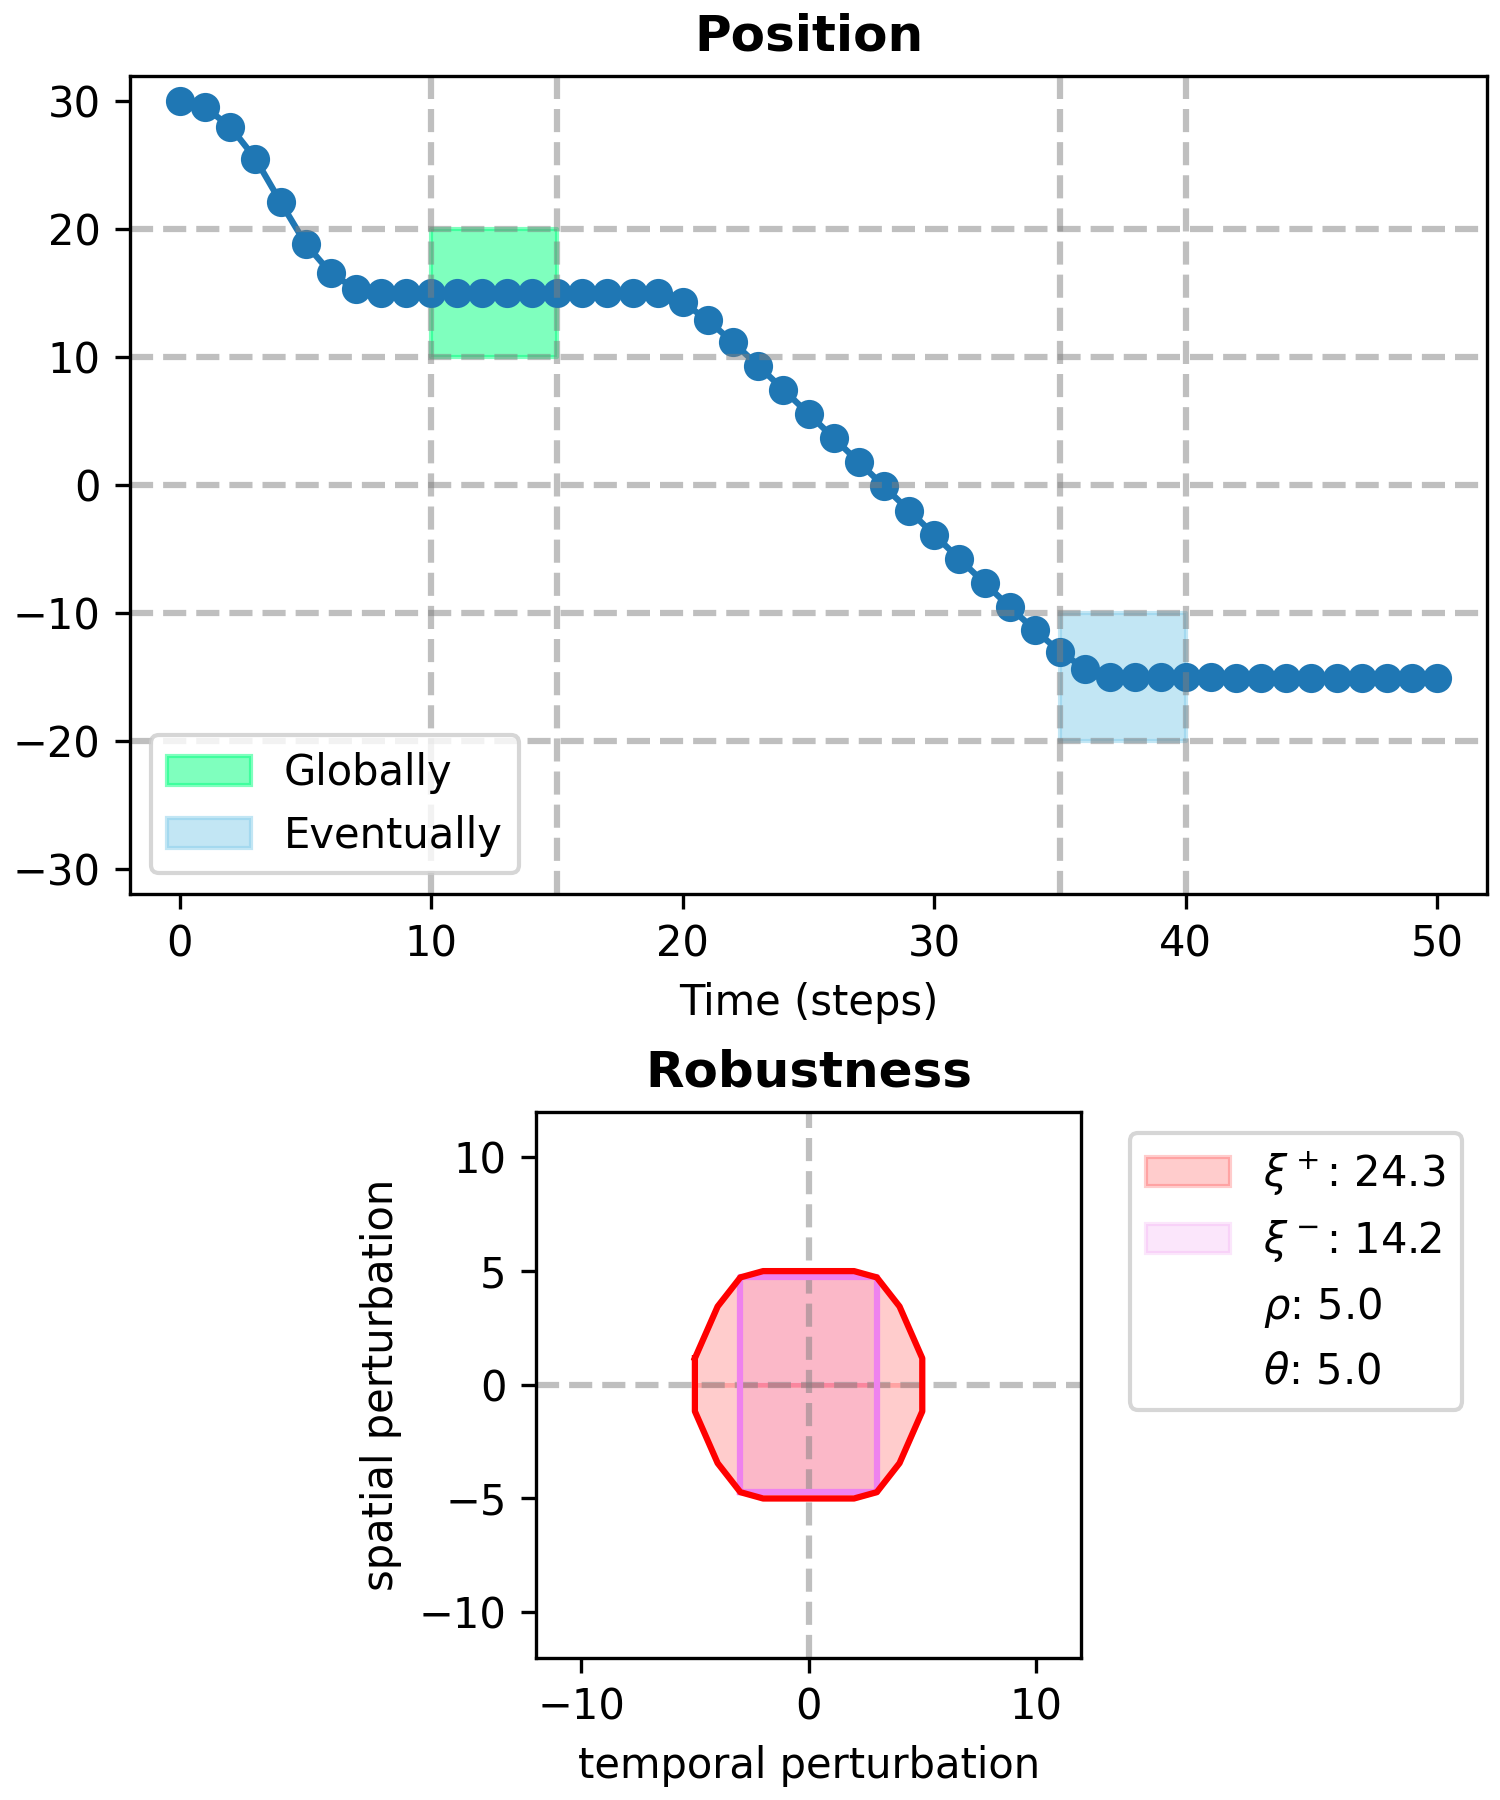 Position
30
20
10
0
−10
−20
−30
Globally
Eventually
0 10 20 30 40 50
Time (steps)
Robustness
10
5
0
−5
−10
spatial perturbation
−10 0 10
temporal perturbation
ξ⁺: 24.3
ξ⁻: 14.2
ρ: 5.0
θ: 5.0